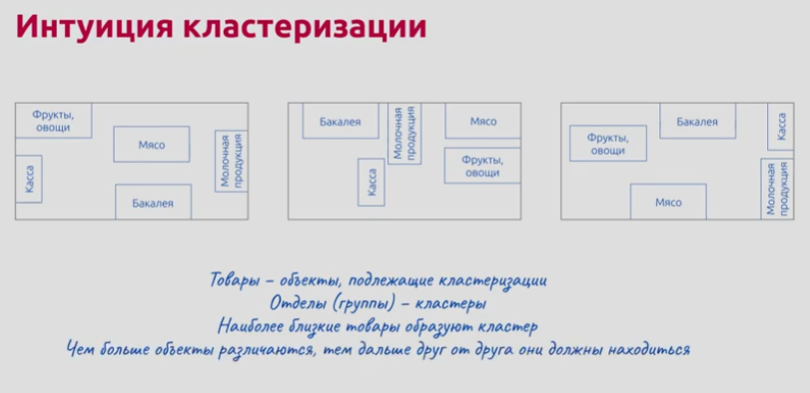 Интуиция кластеризации
Фрукты,
овощи
Мясо
Молочная
продукция
Касса
Бакалея
Бакалея
Молочная
продукция
Мясо
Фрукты,
овощи
Касса
Бакалея
Касса
Фрукты,
овощи
Молочная
продукция
Мясо
Товары – объекты, подлежащие кластеризации
Отделы (группы) – кластеры
Наиболее близкие товары образуют кластер
Чем больше объекты различаются, тем дальше друг от друга они должны находиться